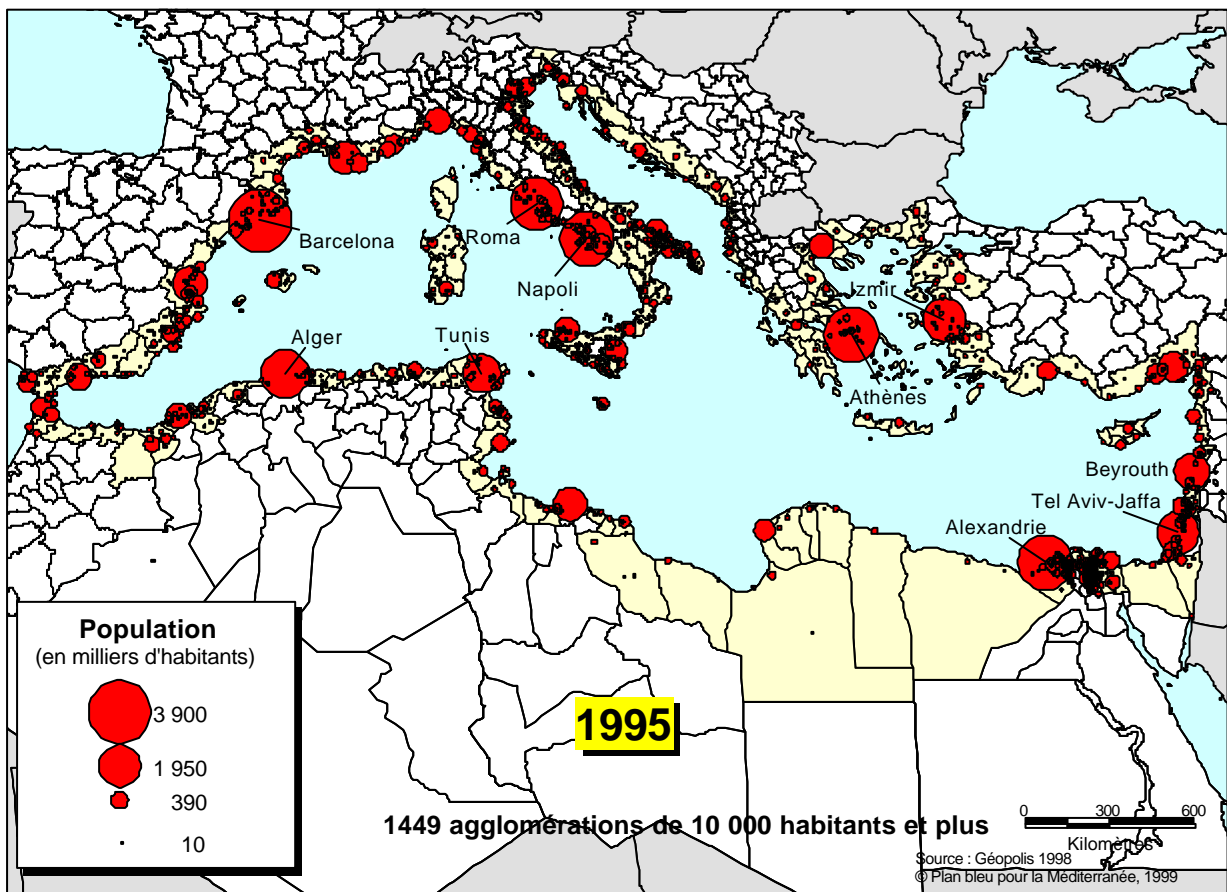 Barcelona
Roma
Napoli
Izmir
Alger
Tunis
Athènes
Beyrouth
Tel Aviv-Jaffa
Alexandrie
Population
(en milliers d'habitants)
3 900
1 950
390
10
1995
1449 agglomérations de 10 000 habitants et plus
0 300 600
Kilomètres
Source : Géopolis 1998
© Plan bleu pour la Méditerranée, 1999